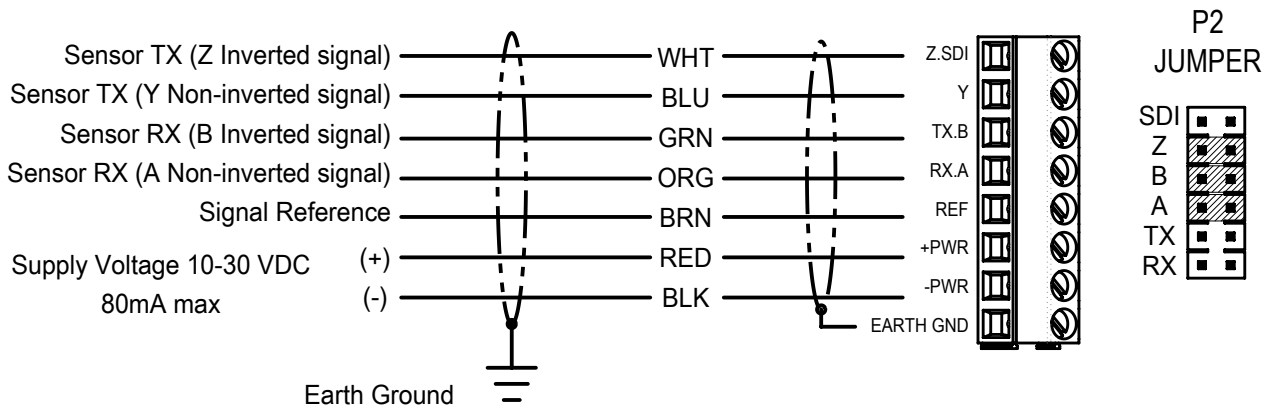 P2
JUMPER
Sensor TX (Z Inverted signal) WHT Z.SDI
Sensor TX (Y Non-inverted signal) BLU Y
Sensor RX (B Inverted signal) GRN TX.B
Sensor RX (A Non-inverted signal) ORG RX.A
Signal Reference BRN REF
Supply Voltage 10-30 VDC (+) RED +PWR
80mA max (-) BLK -PWR
EARTH GND
Earth Ground
SDI
Z
B
A
TX
RX